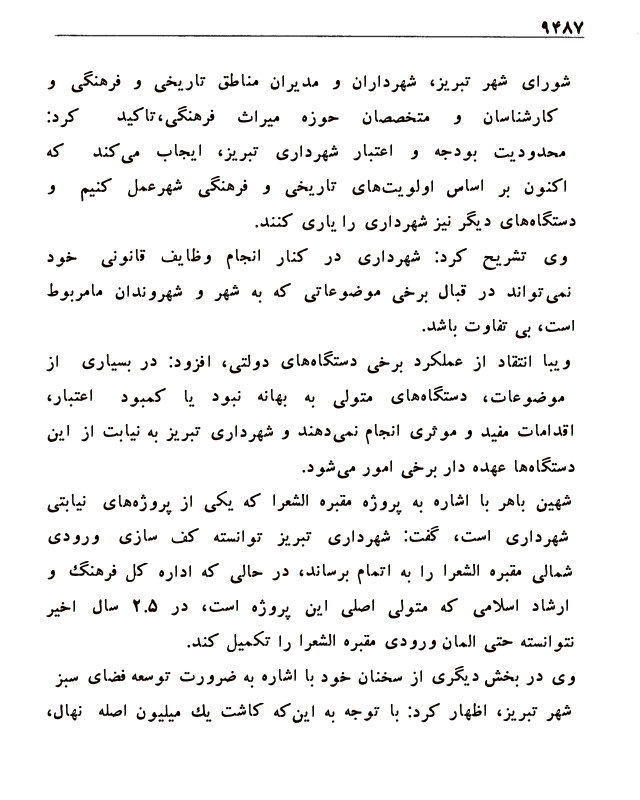 ۹۴۸۷
شورای شهر تبریز، شهرداران و مدیران مناطق تاریخی و فرهنگی و
کارشناسان و متخصصان حوزه میراث فرهنگی،تاکید کرد:
محدودیت بودجه و اعتبار شهرداری تبریز، ایجاب می‌کند که
اکنون بر اساس اولویت‌های تاریخی و فرهنگی شهرعمل کنیم و
دستگاه‌های دیگر نیز شهرداری را یاری کنند.
وی تشریح کرد: شهرداری در کنار انجام وظایف قانونی خود
نمی‌تواند در قبال برخی موضوعاتی که به شهر و شهروندان مامربوط
است، بی تفاوت باشد.
ویبا انتقاد از عملکرد برخی دستگاه‌های دولتی، افزود: در بسیاری از
موضوعات، دستگاه‌های متولی به بهانه نبود یا کمبود اعتبار،
اقدامات مفید و موثری انجام نمی‌دهند و شهرداری تبریز به نیابت از این
دستگاه‌ها عهده دار برخی امور می‌شود.
شهین باهر با اشاره به پروژه مقبره الشعرا که یکی از پروژه‌های نیابتی
شهرداری است، گفت: شهرداری تبریز توانسته کف سازی ورودی
شمالی مقبره الشعرا را به اتمام برساند، در حالی که اداره کل فرهنگ و
ارشاد اسلامی که متولی اصلی این پروژه است، در ۲.۵ سال اخیر
نتوانسته حتی المان ورودی مقبره الشعرا را تکمیل کند.
وی در بخش دیگری از سخنان خود با اشاره به ضرورت توسعه فضای سبز
شهر تبریز، اظهار کرد: با توجه به این‌که کاشت یك میلیون اصله نهال،